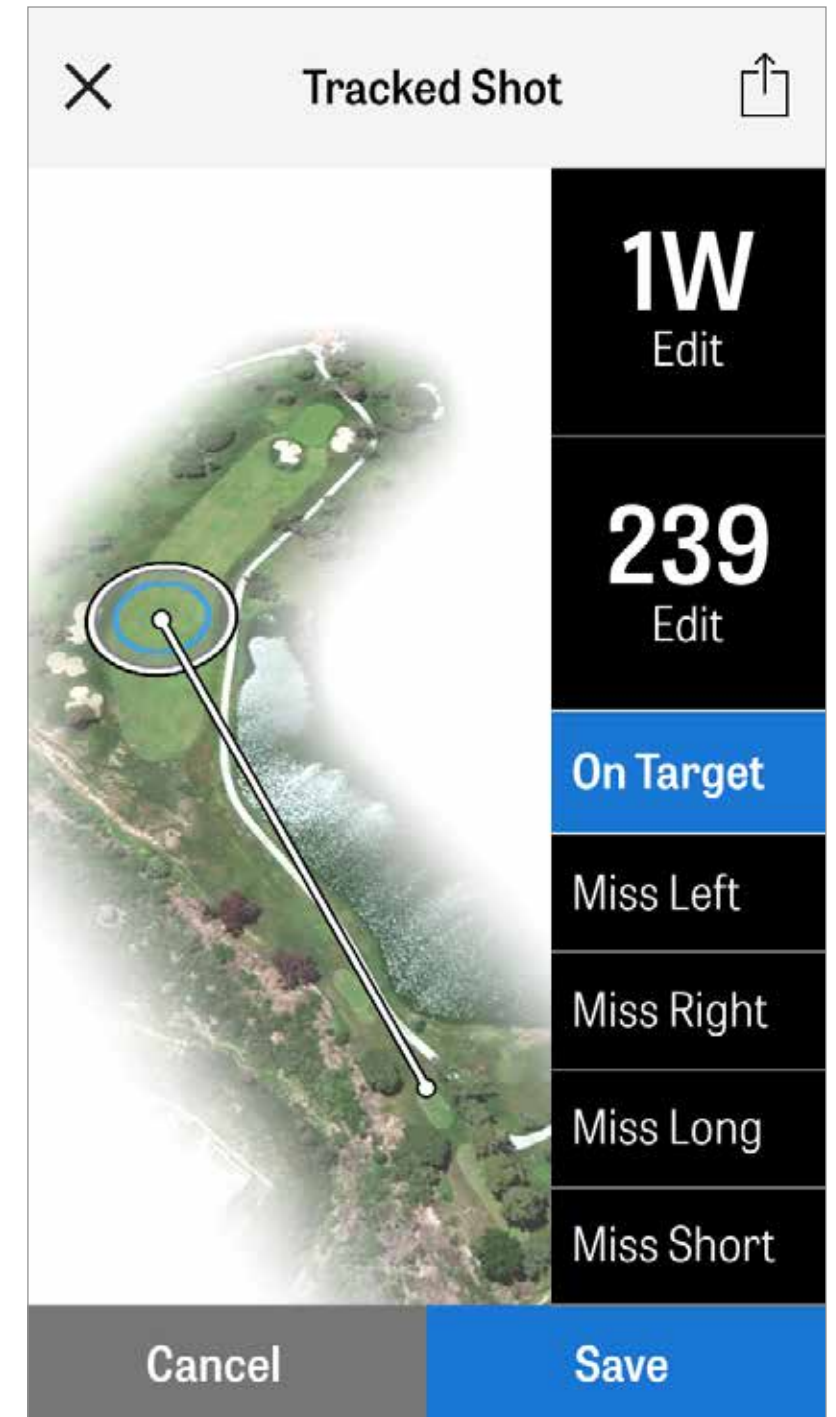 Tracked Shot
1W
Edit
239
Edit
On Target
Miss Left
Miss Right
Miss Long
Miss Short
Cancel
Save